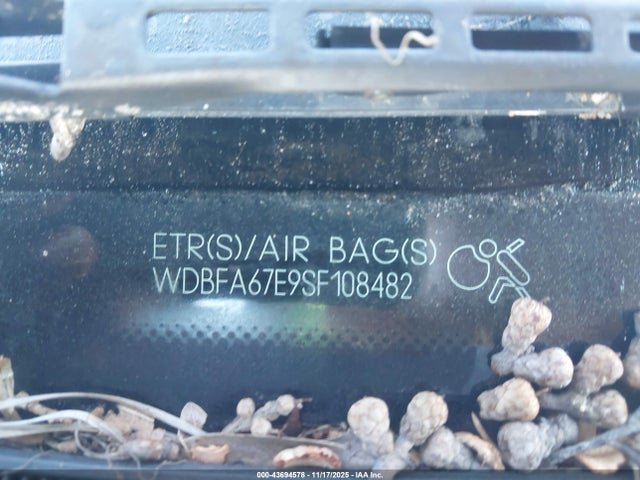 ETR(S)/AIR BAG(S)
WDBFA67E9SF108482
000-43694578 - 11/17/2025 - IAA Inc.